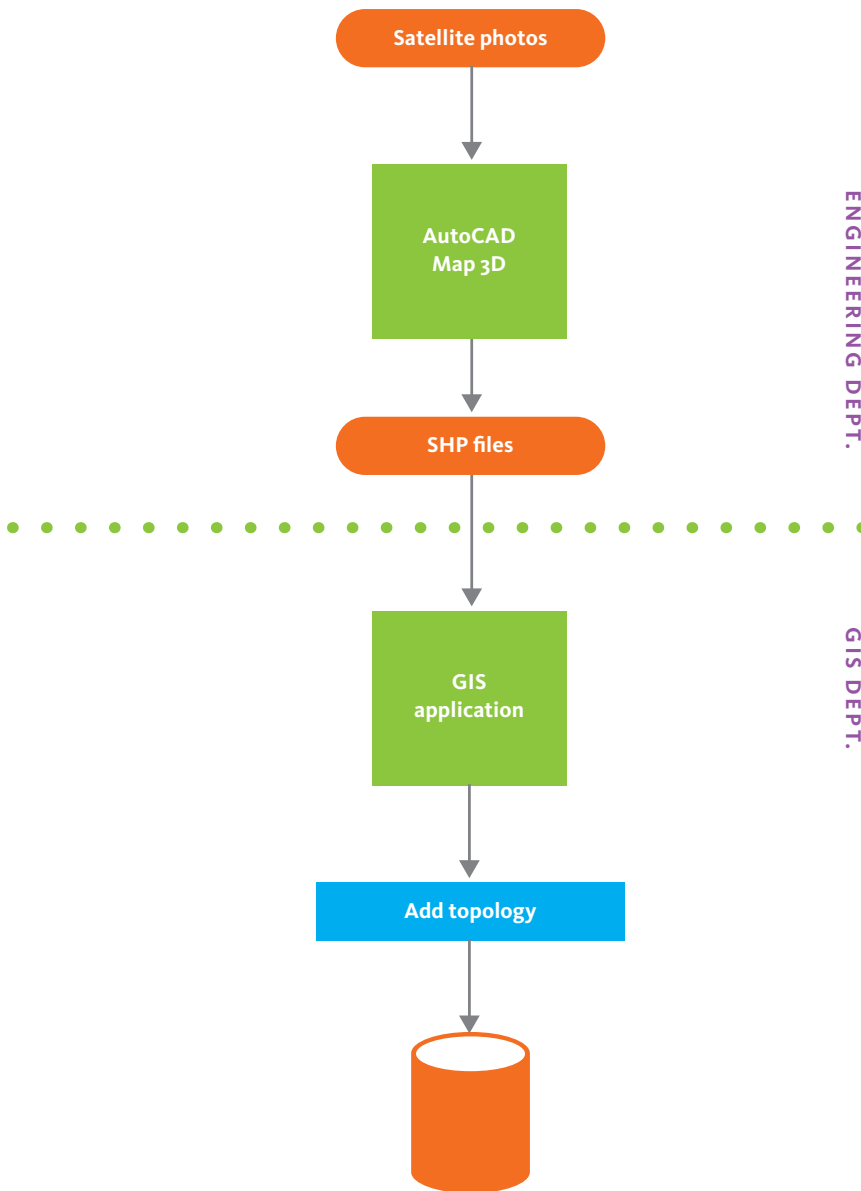 Satellite photos
AutoCAD
Map 3D
ENGINEERING DEPT.
SHP files
GIS
application
GIS DEPT.
Add topology